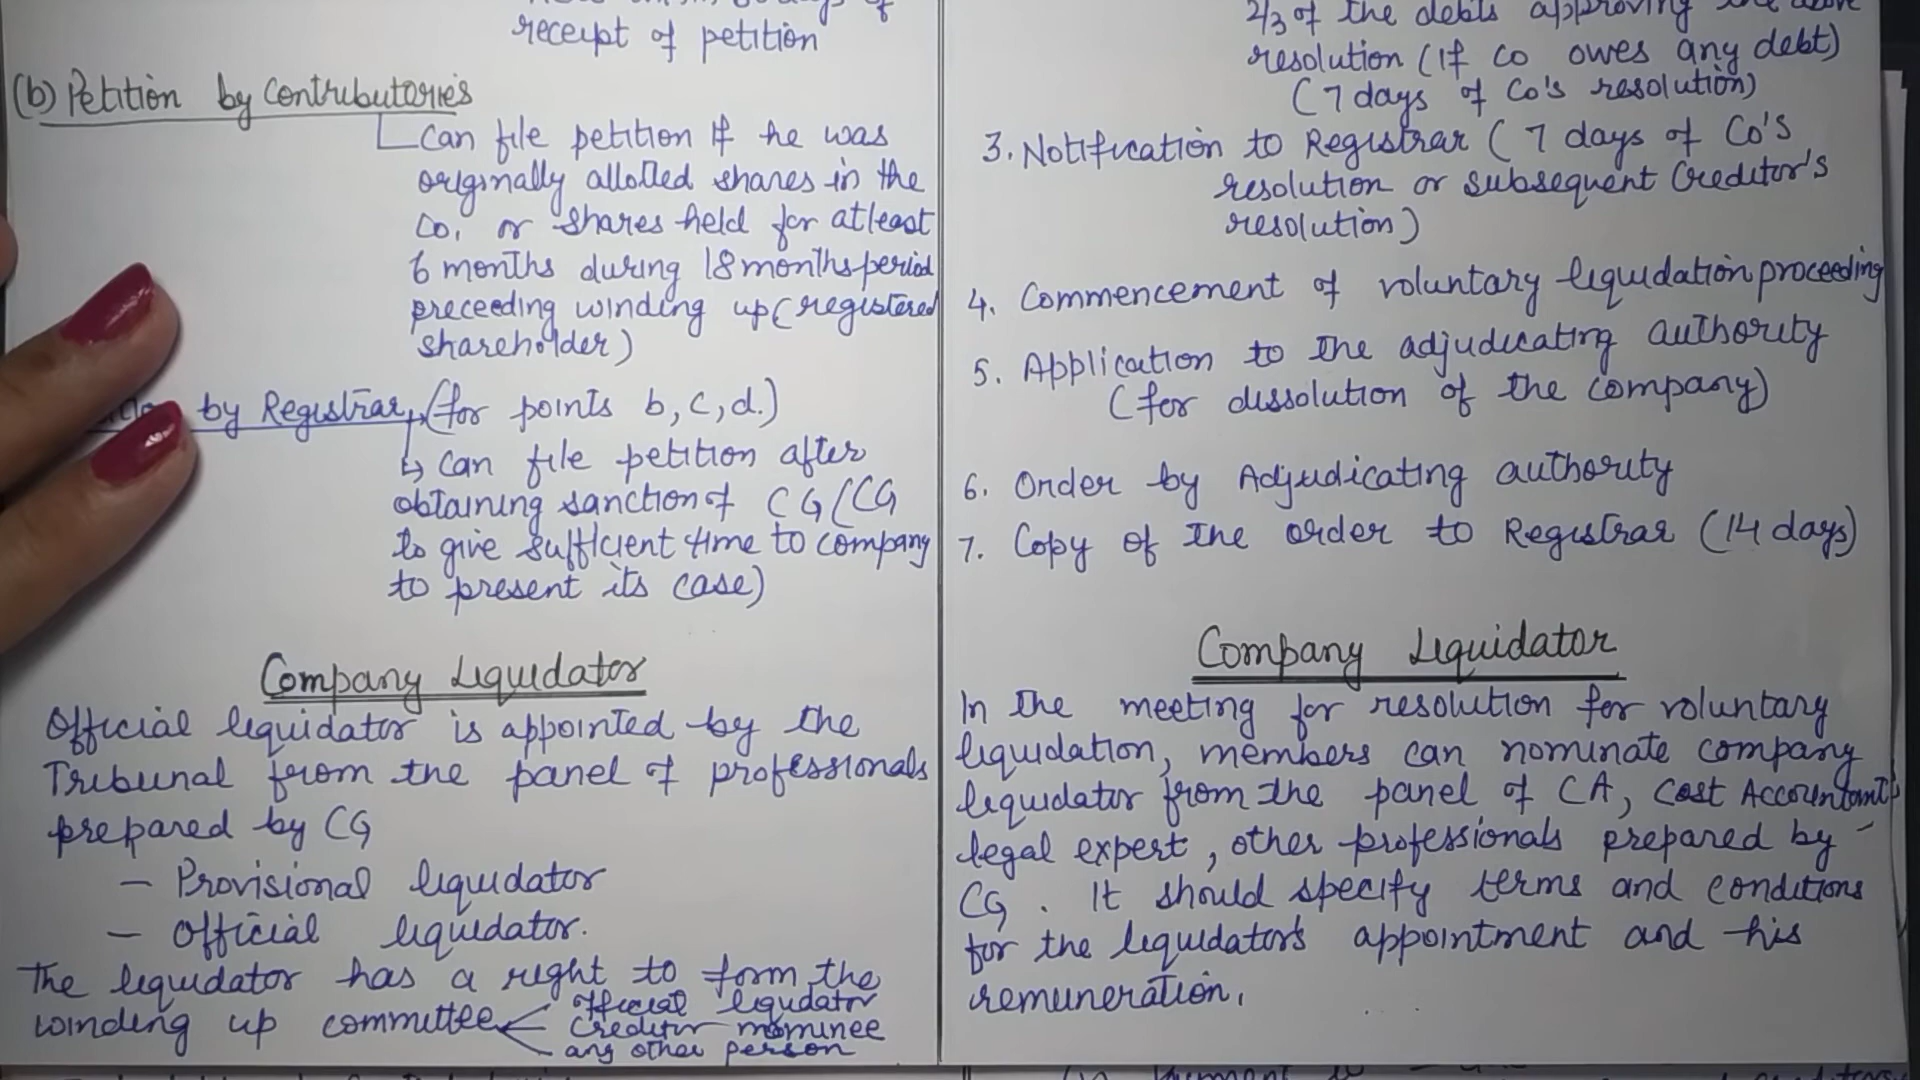 receipt of petition
(b) Petition by Contributories
Can file petition if he was
originally allotted shares in the
Co, or shares held for atleast
6 months during 18 months period
preceeding winding up (registered
shareholder)
by Registrar, (for points b, c, d.)
↳ Can file petition after
obtaining sanction of CG (CG
to give sufficient time to company
to present its case)
Company Liquidator
Official liquidator is appointed by the
Tribunal from the panel of professionals
prepared by CG
– Provisional liquidator
– Official liquidator.
The liquidator has a right to form the
winding up committee
official liqudator
Creditor nominee
any other person
2/3 of the debts approving the above
resolution (If co owes any debt)
(7 days of Co's resolution)
3. Notification to Registrar (7 days of Co's
resolution or subsequent Creditor's
resolution)
4. Commencement of voluntary liquidation proceeding
5. Application to the adjudicating authority
(for dissolution of the company)
6. Order by Adjudicating authority
7. Copy of the order to Registrar (14 days)
Company Liquidator
In the meeting for resolution for voluntary
liquidation, members can nominate company
liquidator from the panel of CA, Cost Accountants
legal expert, other professionals prepared by
CG. It should specify terms and conditions
for the liquidator's appointment and his
remuneration.